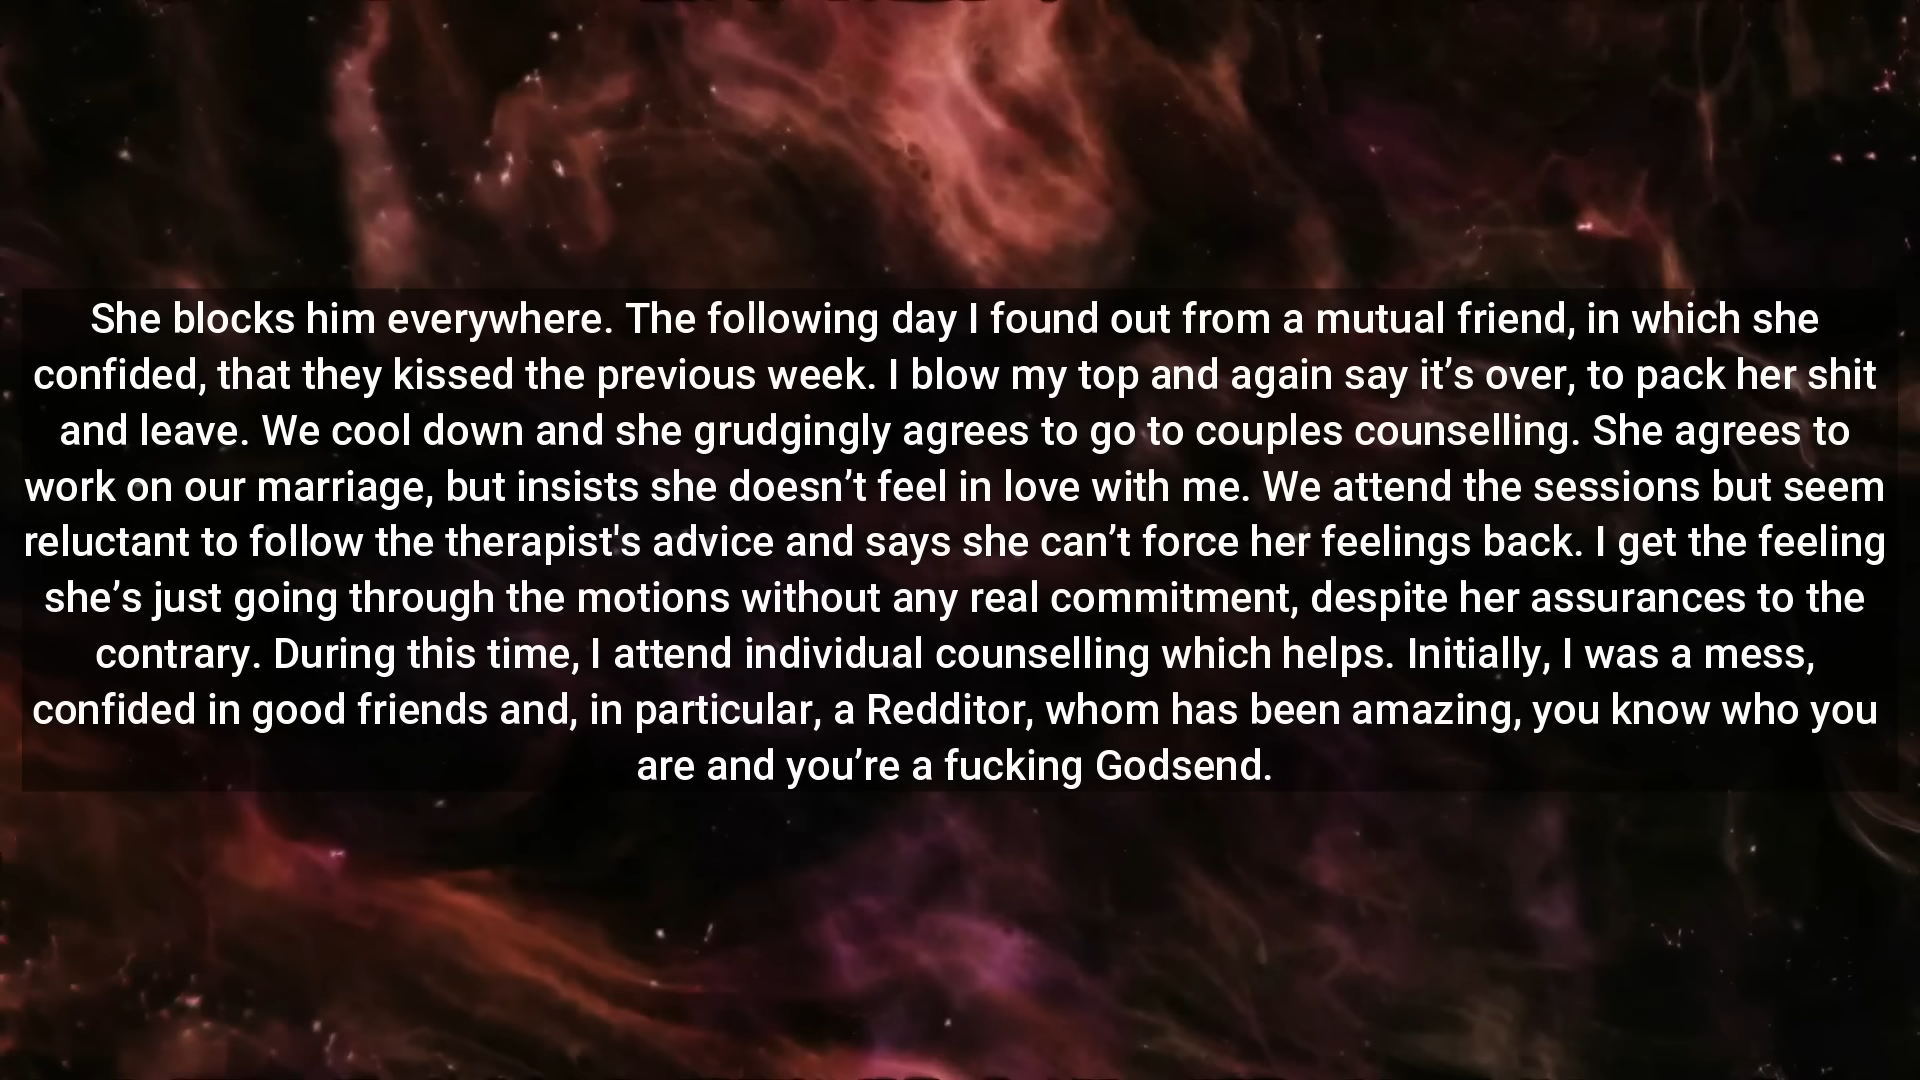 She blocks him everywhere. The following day I found out from a mutual friend, in which she
confided, that they kissed the previous week. I blow my top and again say it’s over, to pack her shit
and leave. We cool down and she grudgingly agrees to go to couples counselling. She agrees to
work on our marriage, but insists she doesn’t feel in love with me. We attend the sessions but seem
reluctant to follow the therapist's advice and says she can’t force her feelings back. I get the feeling
she’s just going through the motions without any real commitment, despite her assurances to the
contrary. During this time, I attend individual counselling which helps. Initially, I was a mess,
confided in good friends and, in particular, a Redditor, whom has been amazing, you know who you
are and you’re a fucking Godsend.